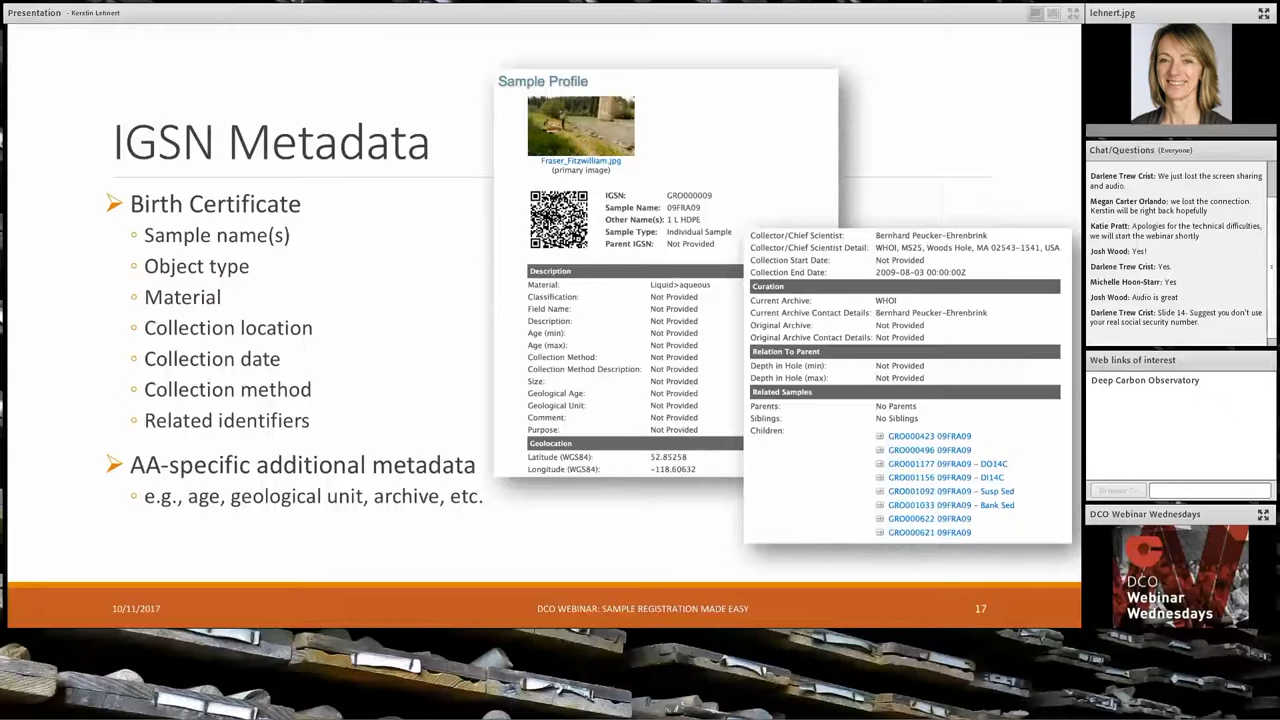 Presentation - Kerstin Lehnert
IGSN Metadata
Birth Certificate
Sample name(s)
Object type
Material
Collection location
Collection date
Collection method
Related identifiers
AA-specific additional metadata
e.g., age, geological unit, archive, etc.
Sample Profile
Fraser_Fitzwilliam.jpg
(primary image)
IGSN: GRO000009
Sample Name: 09FRA09
Other Name(s): 1 L HDPE
Sample Type: Individual Sample
Parent IGSN: Not Provided
Description
Material: Liquid>aqueous
Classification: Not Provided
Field Name: Not Provided
Description: Not Provided
Age (min): Not Provided
Age (max): Not Provided
Collection Method: Not Provided
Collection Method Description: Not Provided
Size: Not Provided
Geological Age: Not Provided
Geological Unit: Not Provided
Comment: Not Provided
Purpose: Not Provided
Geolocation
Latitude (WGS84): 52.85258
Longitude (WGS84): -118.60632
Collector/Chief Scientist: Bernhard Peucker-Ehrenbrink
Collector/Chief Scientist Detail: WHOI, MS25, Woods Hole, MA 02543-1541, USA
Collection Start Date: Not Provided
Collection End Date: 2009-08-03 00:00:00Z
Curation
Current Archive: WHOI
Current Archive Contact Details: Bernhard Peucker-Ehrenbrink
Original Archive: Not Provided
Original Archive Contact Details: Not Provided
Relation To Parent
Depth in Hole (min): Not Provided
Depth in Hole (max): Not Provided
Related Samples
Parents: No Parents
Siblings: No Siblings
Children:
GRO000423 09FRA09
GRO000496 09FRA09
GRO001177 09FRA09 - DO14C
GRO001156 09FRA09 - DI14C
GRO001092 09FRA09 - Susp Sed
GRO001033 09FRA09 - Bank Sed
GRO000622 09FRA09
GRO000621 09FRA09
10/11/2017
DCO WEBINAR: SAMPLE REGISTRATION MADE EASY
17
lehnert.jpg
Chat/Questions (Everyone)
Darlene Trew Crist: We just lost the screen sharing
and audio.
Megan Carter Orlando: we lost the connection.
Kerstin will be right back hopefully
Katie Pratt: Apologies for the technical difficulties,
we will start the webinar shortly
Josh Wood: Yes!
Darlene Trew Crist: Yes.
Michelle Hoon-Starr: Yes
Josh Wood: Audio is great
Darlene Trew Crist: Slide 14- Suggest you don't use
your real social security number.
Web links of interest
Deep Carbon Observatory
Browse To
DCO Webinar Wednesdays
DCO
Webinar
Wednesdays